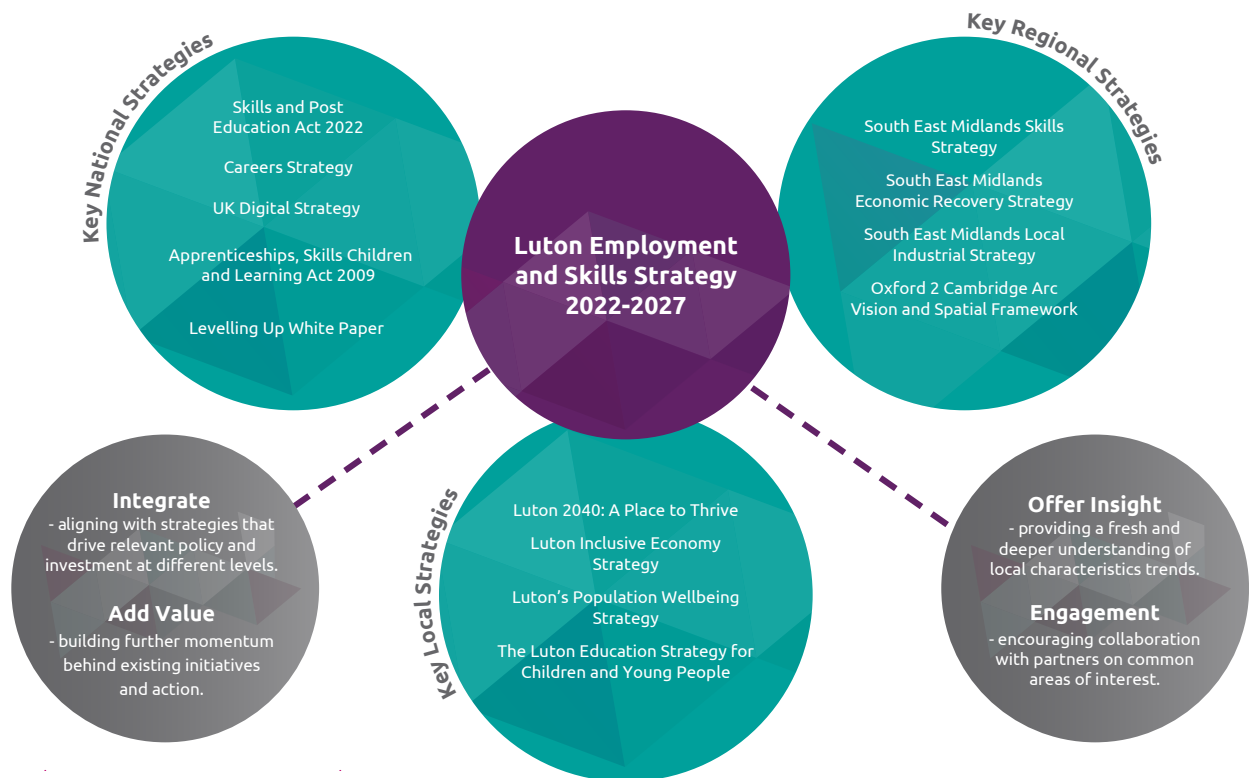 Key National Strategies
Skills and Post
Education Act 2022
Careers Strategy
UK Digital Strategy
Apprenticeships, Skills Children
and Learning Act 2009
Levelling Up White Paper
Luton Employment
and Skills Strategy
2022-2027
Key Regional Strategies
South East Midlands Skills
Strategy
South East Midlands
Economic Recovery Strategy
South East Midlands Local
Industrial Strategy
Oxford 2 Cambridge Arc
Vision and Spatial Framework
Integrate
- aligning with strategies that
drive relevant policy and
investment at different levels.
Add Value
- building further momentum
behind existing initiatives
and action.
Key Local Strategies
Luton 2040: A Place to Thrive
Luton Inclusive Economy
Strategy
Luton’s Population Wellbeing
Strategy
The Luton Education Strategy for
Children and Young People
Offer Insight
- providing a fresh and
deeper understanding of
local characteristics trends.
Engagement
- encouraging collaboration
with partners on common
areas of interest.